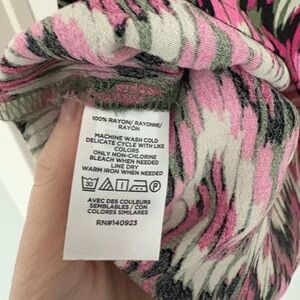 100% RAYON/ RAYONNE/
RAYON
MACHINE WASH COLD
DELICATE CYCLE WITH LIKE
COLORS
ONLY NON-CHLORINE
BLEACH WHEN NEEDED
LINE DRY
WARM IRON WHEN NEEDED
30
AVEC DES COULEURS
SEMBLABLES / CON
COLORES SIMILARES
RN#140923